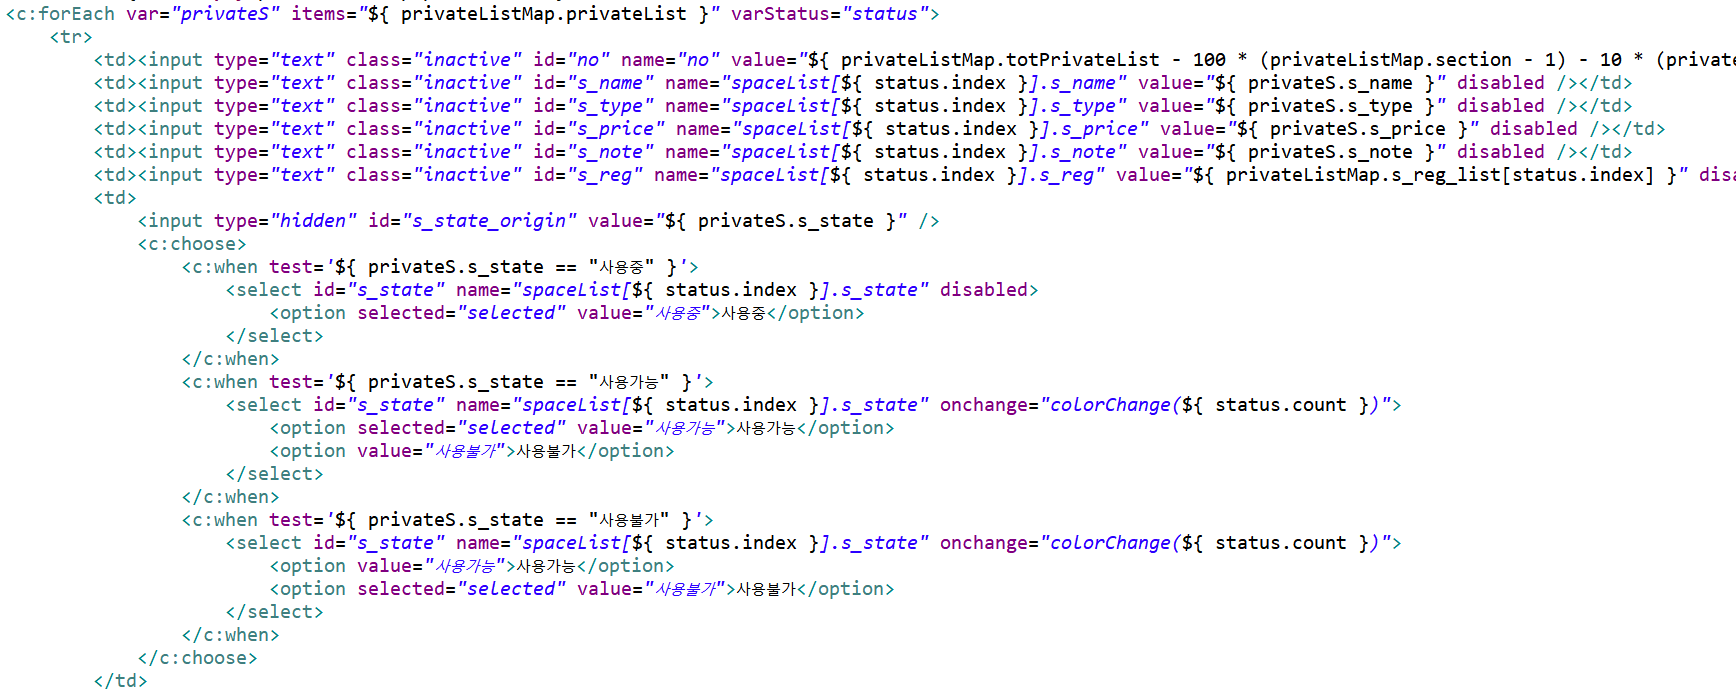 <c:forEach var="privateS" items="${ privateListMap.privateList }" varStatus="status">
<tr>
<td><input type="text" class="inactive" id="no" name="no" value="${ privateListMap.totPrivateList - 100 * (privateListMap.section - 1) - 10 * (private
<td><input type="text" class="inactive" id="s_name" name="spaceList[${ status.index }].s_name" value="${ privateS.s_name }" disabled /></td>
<td><input type="text" class="inactive" id="s_type" name="spaceList[${ status.index }].s_type" value="${ privateS.s_type }" disabled /></td>
<td><input type="text" class="inactive" id="s_price" name="spaceList[${ status.index }].s_price" value="${ privateS.s_price }" disabled /></td>
<td><input type="text" class="inactive" id="s_note" name="spaceList[${ status.index }].s_note" value="${ privateS.s_note }" disabled /></td>
<td><input type="text" class="inactive" id="s_reg" name="spaceList[${ status.index }].s_reg" value="${ privateListMap.s_reg_list[status.index] }" disa
<td>
<input type="hidden" id="s_state_origin" value="${ privateS.s_state }" />
<c:choose>
<c:when test='${ privateS.s_state == "사용중" }'>
<select id="s_state" name="spaceList[${ status.index }].s_state" disabled>
<option selected="selected" value="사용중">사용중</option>
</select>
</c:when>
<c:when test='${ privateS.s_state == "사용가능" }'>
<select id="s_state" name="spaceList[${ status.index }].s_state" onchange="colorChange(${ status.count })">
<option selected="selected" value="사용가능">사용가능</option>
<option value="사용불가">사용불가</option>
</select>
</c:when>
<c:when test='${ privateS.s_state == "사용불가" }'>
<select id="s_state" name="spaceList[${ status.index }].s_state" onchange="colorChange(${ status.count })">
<option value="사용가능">사용가능</option>
<option selected="selected" value="사용불가">사용불가</option>
</select>
</c:when>
</c:choose>
</td>